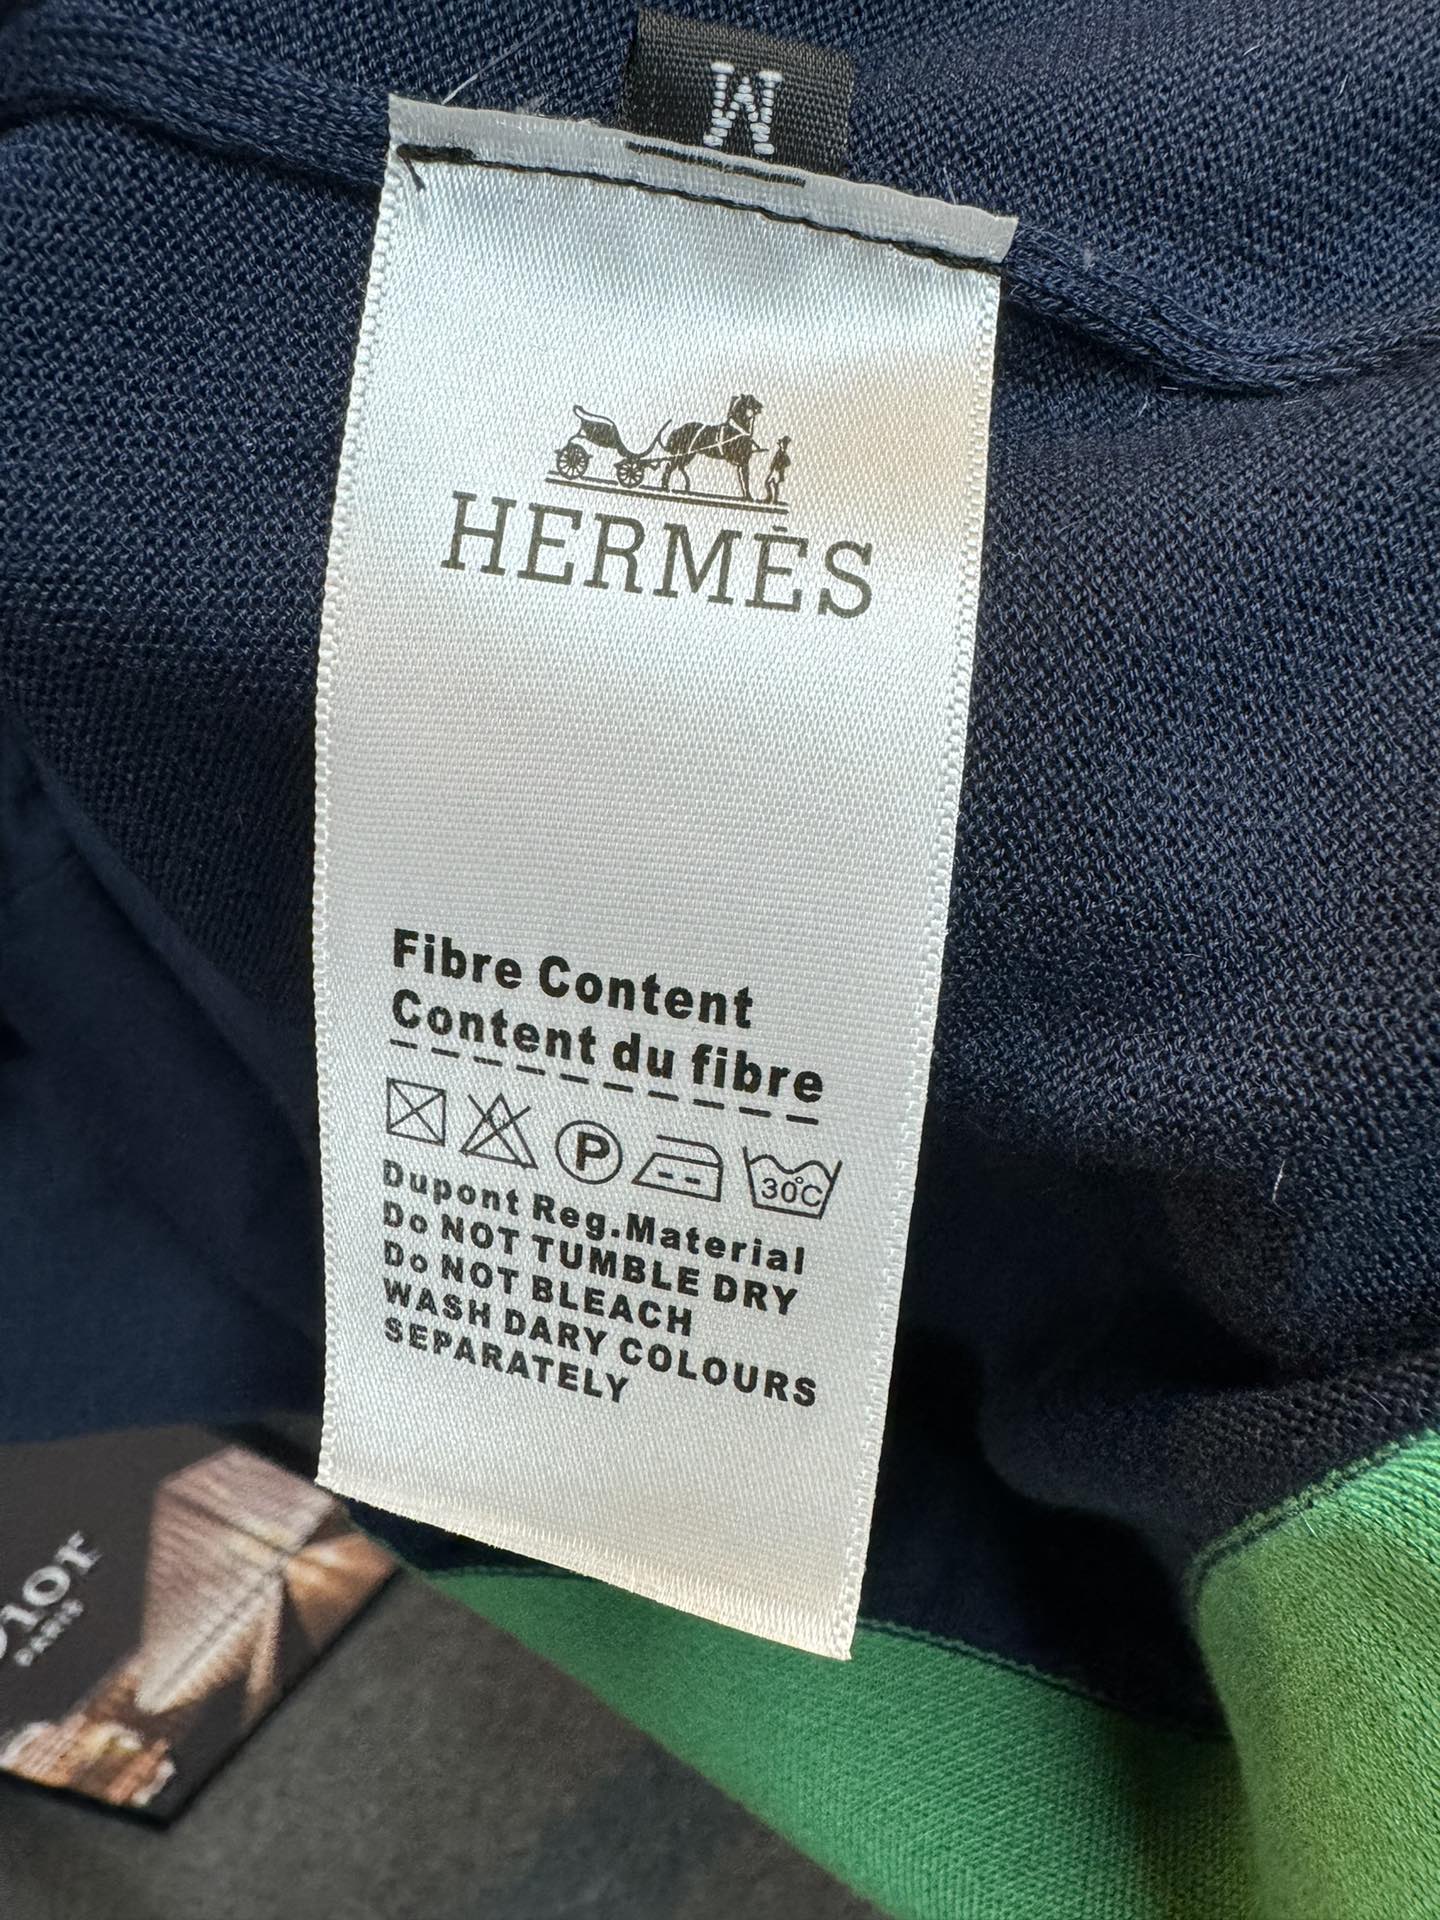 M
HERMÈS
Fibre Content
Content du fibre
P
30°C
Dupont Reg.Material
Do NOT TUMBLE DRY
Do NOT BLEACH
WASH DARY COLOURS
SEPARATELY
PARIS